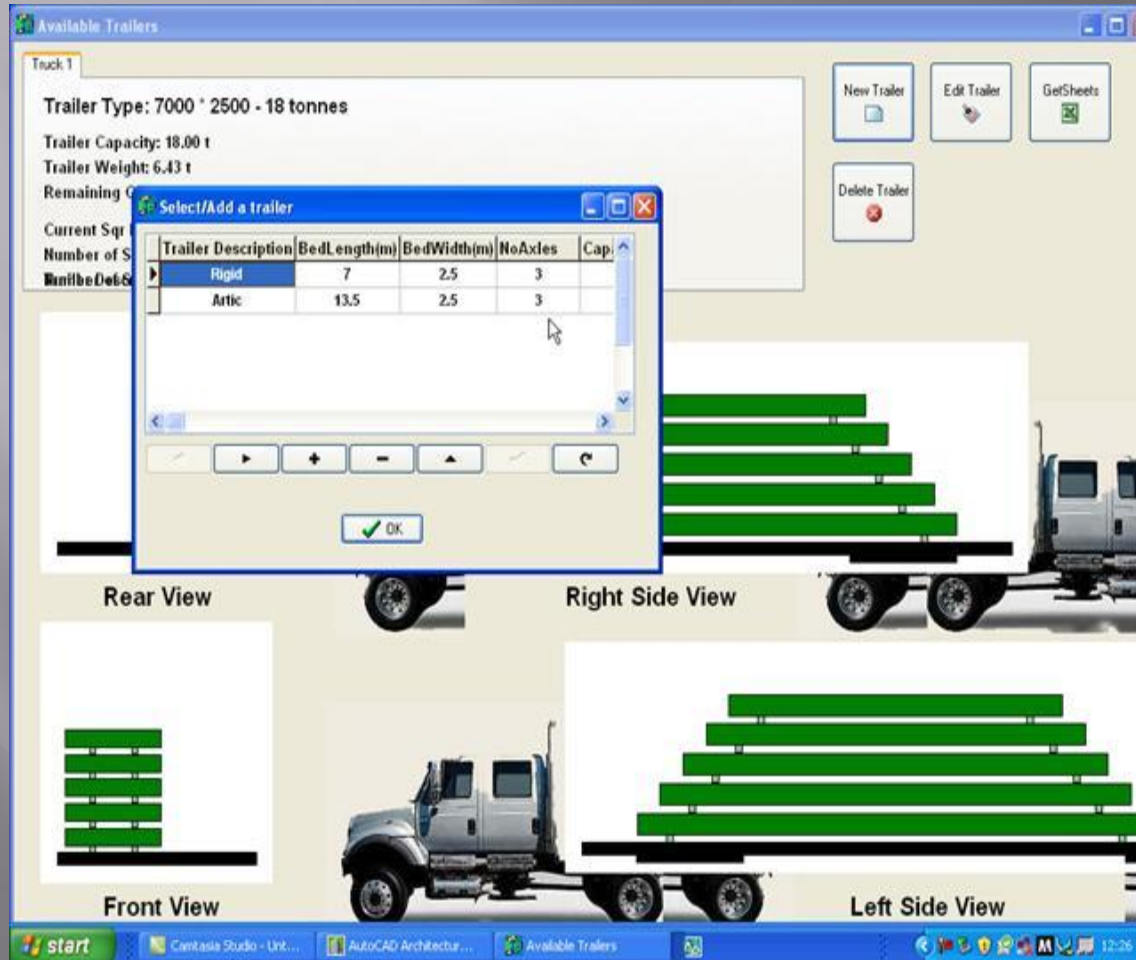 Available Trailers
Truck 1
Trailer Type: 7000 * 2500 - 18 tonnes
Trailer Capacity: 18.00 t
Trailer Weight: 6.43 t
Remaining
Current Sqr
Number of S
New Trailer
Edit Trailer
GetSheets
Delete Trailer
Select/Add a trailer
Trailer Description BedLength(m) BedWidth(m) NoAxles Cap
Rigid 7 2.5 3
Artic 13.5 2.5 3
OK
Rear View
Right Side View
Front View
Left Side View
start
Camtasia Studio - Unt...
AutoCAD Architectur...
Available Trailers
12:26